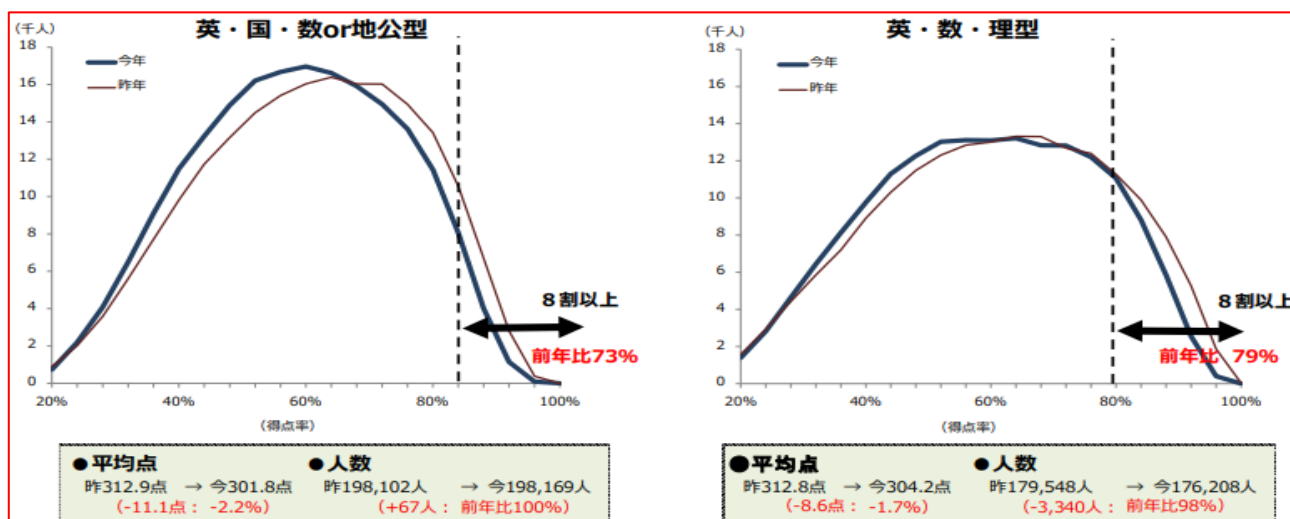 英・国・数or地公型
（千人）
18
16
14
12
10
8
6
4
2
0
今年
昨年
８割以上
前年比73%
20%
40%
60%
80%
100%
（得点率）
●平均点
●人数
昨312.9点 → 今301.8点
昨198,102人 → 今198,169人
(-11.1点： -2.2%)
(+67人： 前年比100%)
英・数・理型
（千人）
18
16
14
12
10
8
6
4
2
0
今年
昨年
８割以上
前年比 79%
20%
40%
60%
80%
100%
（得点率）
●平均点
●人数
昨312.8点 → 今304.2点
昨179,548人 → 今176,208人
(-8.6点： -1.7%)
(-3,340人： 前年比98%)